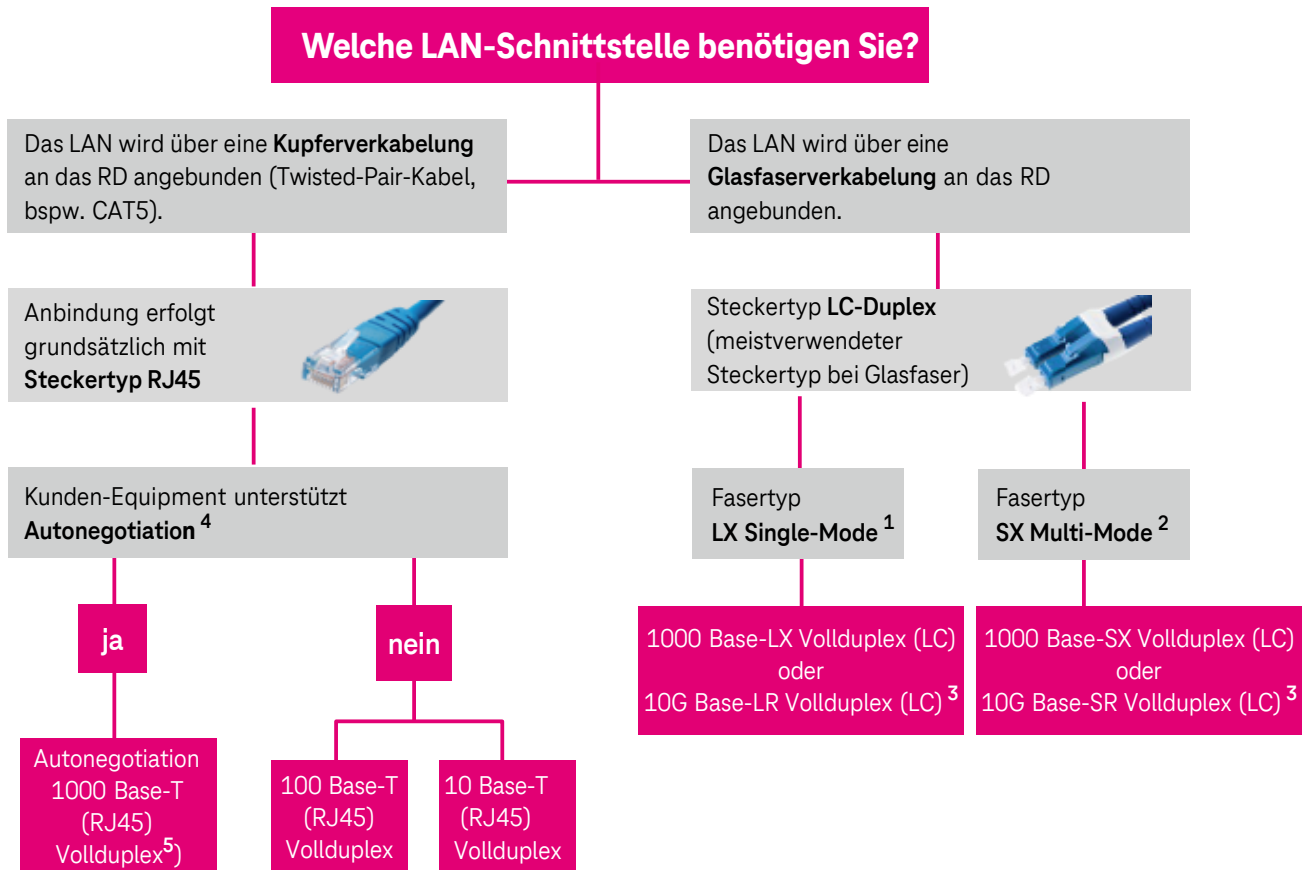 Welche LAN-Schnittstelle benötigen Sie?
Das LAN wird über eine Kupferverkabelung
an das RD angebunden (Twisted-Pair-Kabel,
bspw. CAT5).
Das LAN wird über eine
Glasfaserverkabelung an das RD
angebunden.
Anbindung erfolgt
grundsätzlich mit
Steckertyp RJ45
Steckertyp LC-Duplex
(meistverwendeter
Steckertyp bei Glasfaser)
Kunden-Equipment unterstützt
Autonegotiation 4
Fasertyp
LX Single-Mode 1
Fasertyp
SX Multi-Mode 2
ja
nein
1000 Base-LX Vollduplex (LC)
oder
10G Base-LR Vollduplex (LC) 3
1000 Base-SX Vollduplex (LC)
oder
10G Base-SR Vollduplex (LC) 3
Autonegotiation
1000 Base-T
(RJ45)
Vollduplex5)
100 Base-T
(RJ45)
Vollduplex
10 Base-T
(RJ45)
Vollduplex